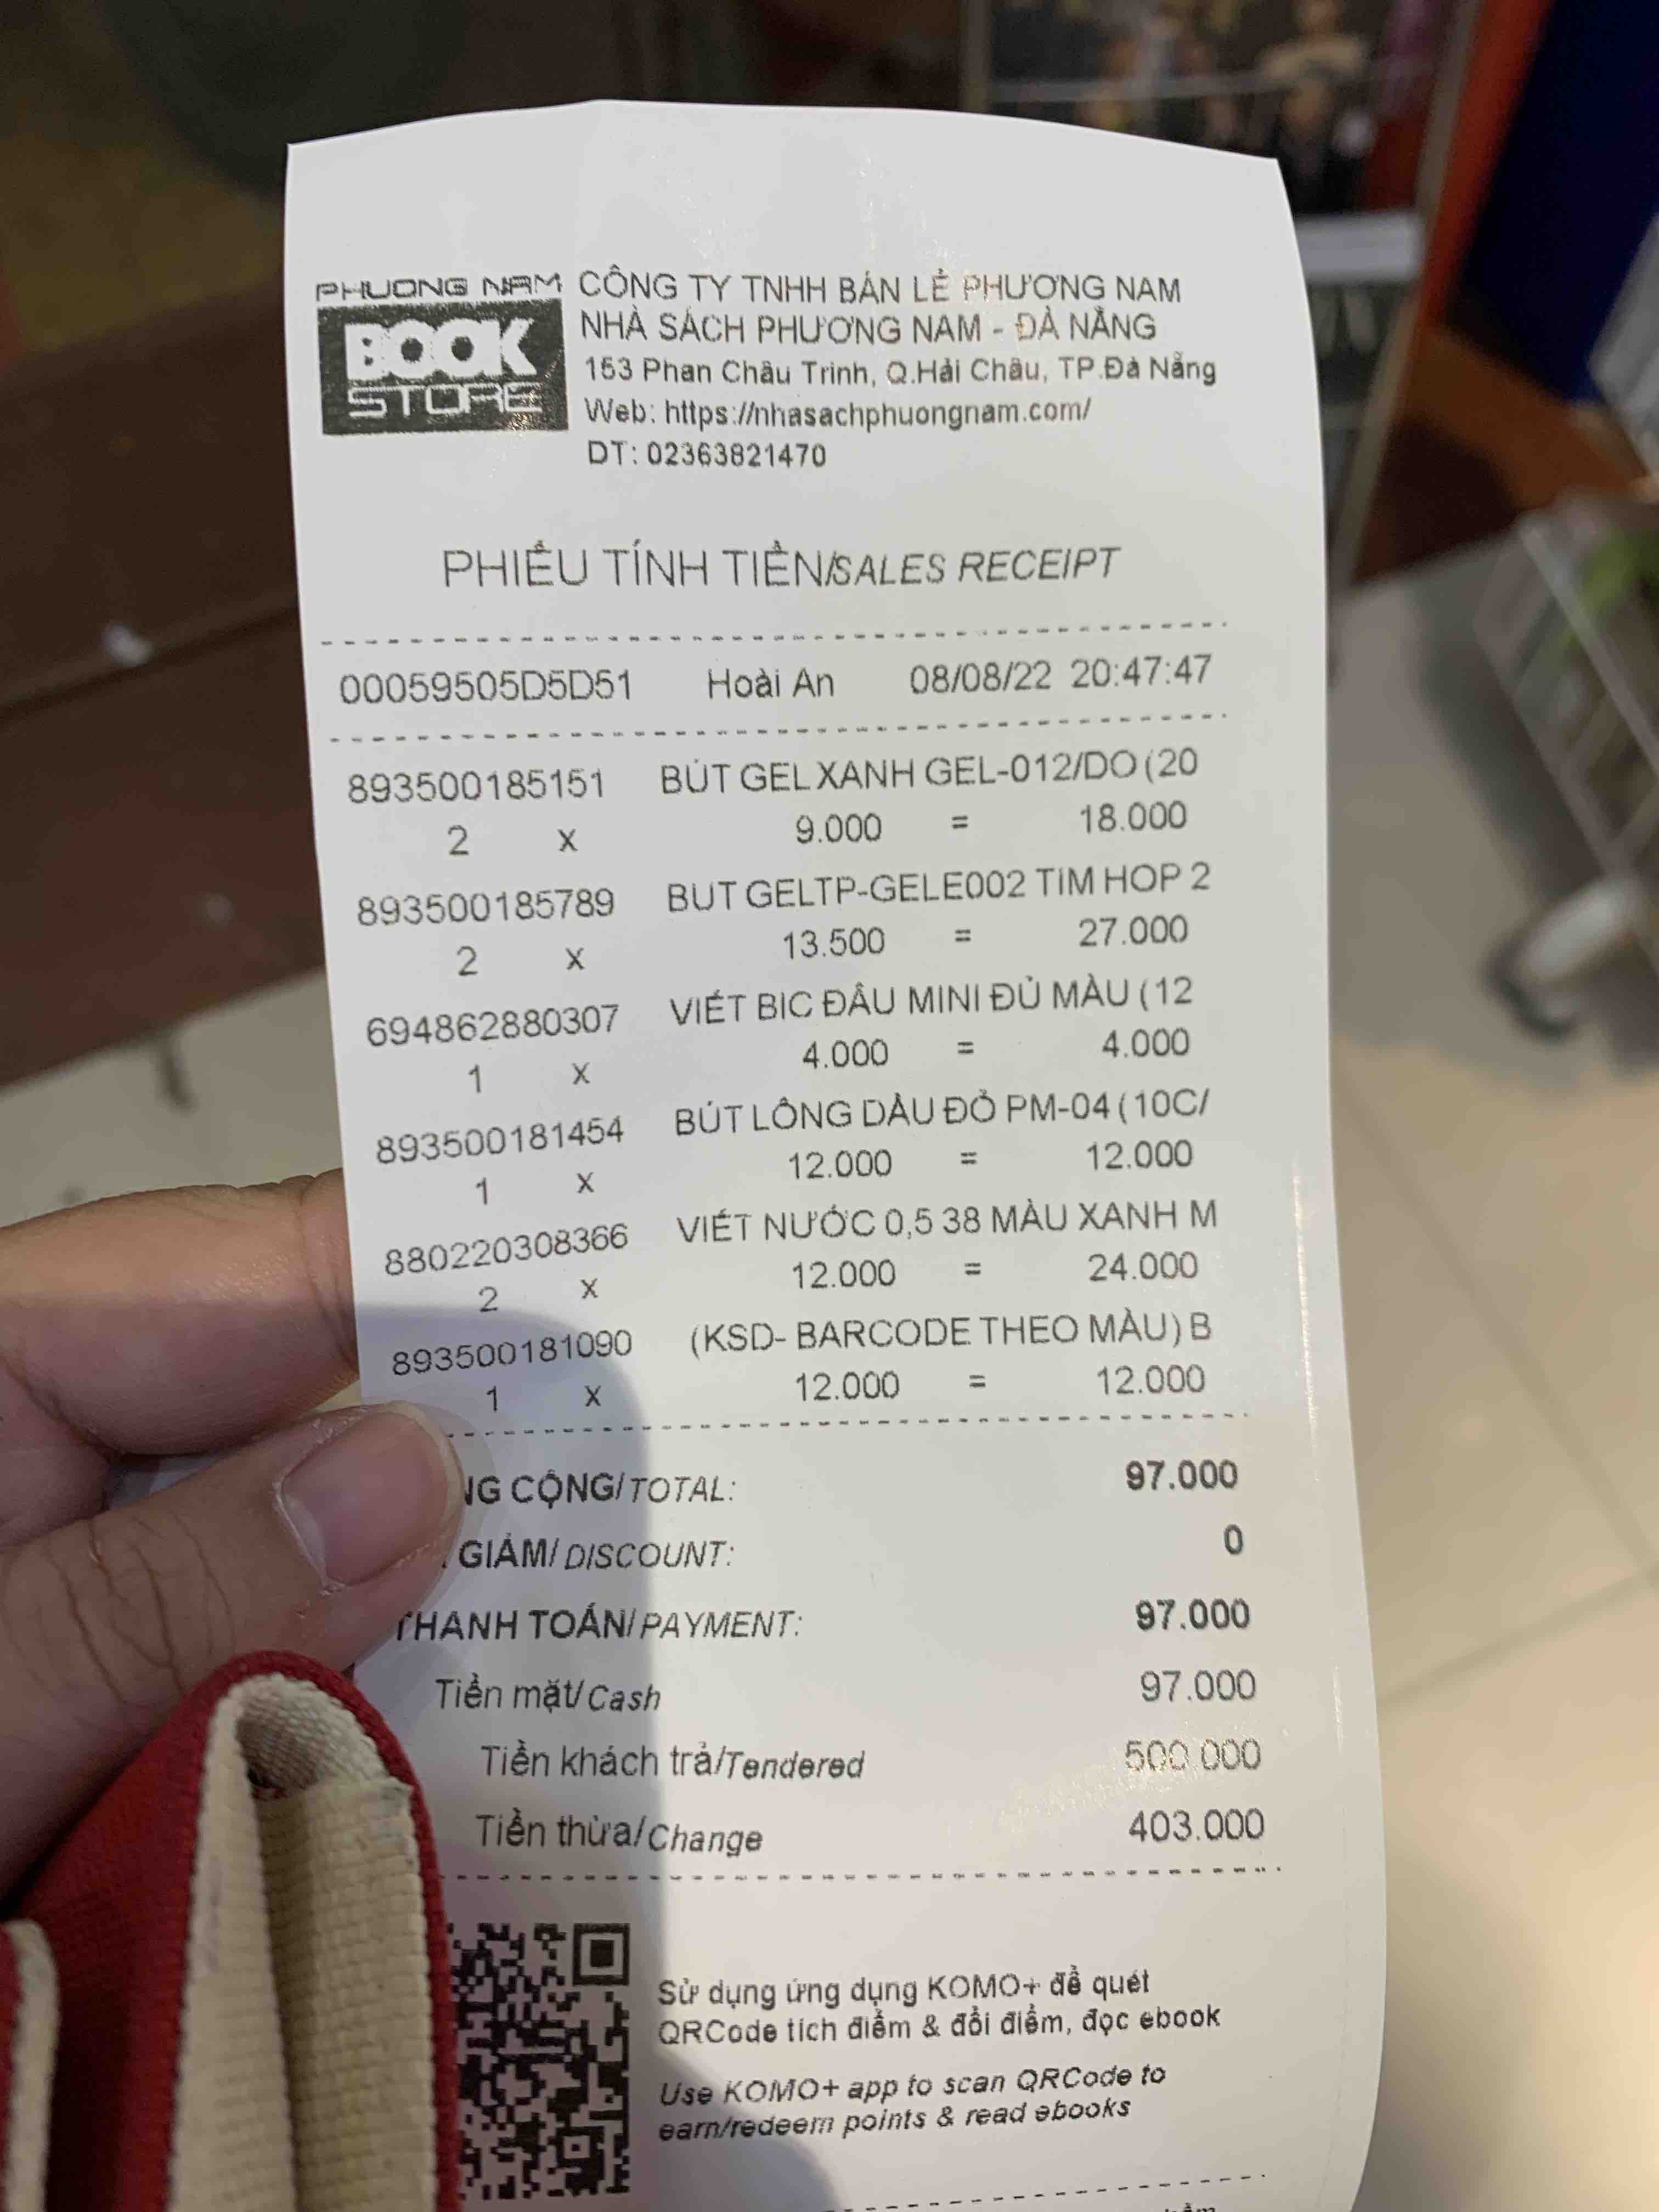 PHUONG NAM
BOOK
STORE
CÔNG TY TNHH BÁN LẺ PHƯƠNG NAM
NHÀ SÁCH PHƯƠNG NAM - ĐÀ NẴNG
153 Phan Châu Trinh, Q.Hải Châu, TP.Đà Nẵng
Web: https://nhasachphuongnam.com/
DT: 02363821470
PHIẾU TÍNH TIỀN/SALES RECEIPT
00059505D5D51 Hoài An 08/08/22 20:47:47
893500185151 BÚT GEL XANH GEL-012/DO (20
2 x 9.000 = 18.000
893500185789 BUT GELTP-GELE002 TIM HOP 2
2 x 13.500 = 27.000
694862880307 VIẾT BIC ĐẦU MINI ĐỦ MÀU (12
1 x 4.000 = 4.000
893500181454 BÚT LÔNG DẦU ĐỎ PM-04 (10C/
1 x 12.000 = 12.000
880220308366 VIẾT NƯỚC 0,5 38 MÀU XANH M
2 x 12.000 = 24.000
893500181090 (KSD- BARCODE THEO MÀU) B
1 x 12.000 = 12.000
NG CỘNG/TOTAL: 97.000
GIẢM/DISCOUNT: 0
THANH TOÁN/PAYMENT: 97.000
Tiền mặt/Cash 97.000
Tiền khách trả/Tendered 500.000
Tiền thừa/Change 403.000
Sử dụng ứng dụng KOMO+ để quét
QRCode tích điểm & đổi điểm, đọc ebook
Use KOMO+ app to scan QRCode to
earn/redeem points & read ebooks